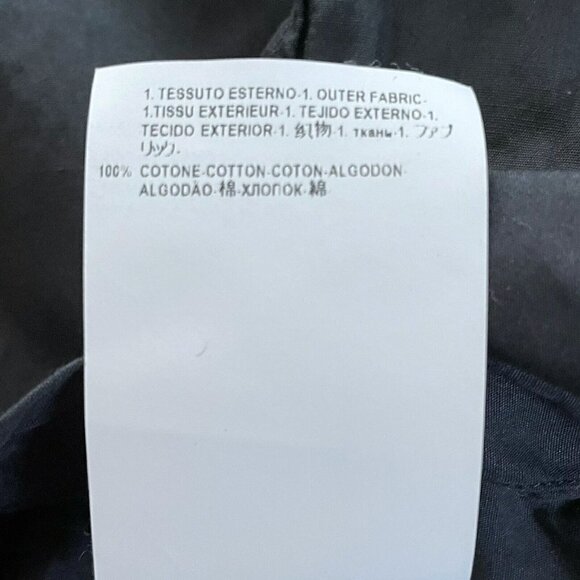 1. TESSUTO ESTERNO-1. OUTER FABRIC-
1.TISSU EXTERIEUR-1. TEJIDO EXTERNO-1.
TECIDO EXTERIOR-1. 织物-1. ткань-1. ファブ
リック.
100% COTONE-COTTON-COTON-ALGODON-
ALGODÃO-棉-ХЛОПОК-綿